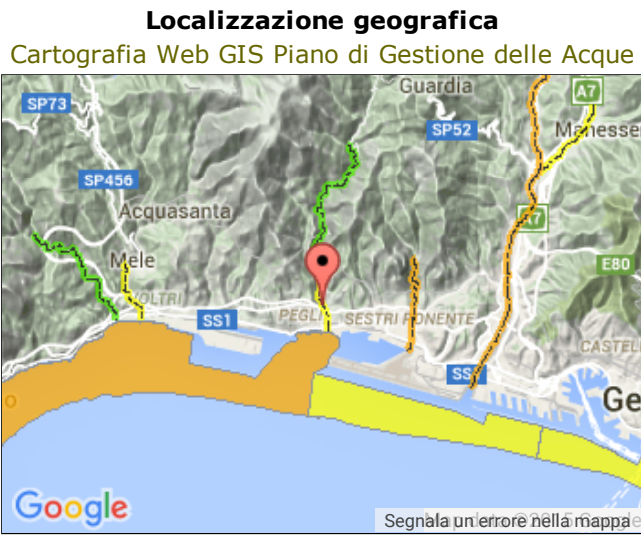 Localizzazione geografica
Cartografia Web GIS Piano di Gestione delle Acque
Guardia
A7
SP73
SP52
Manesse
SP456
Acquasanta
A7
Mele
E80
VOLTRI
SS1
PEGLI
SESTRI PONENTE
CASTEL
SS1
Ge
o
Google
Segnala un errore nella mappa